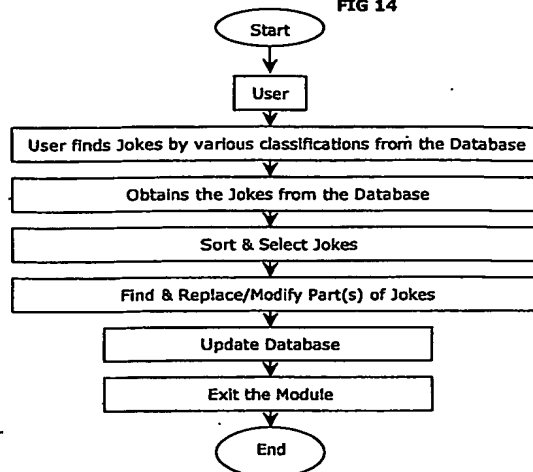 FIG 14
Start
User
User finds Jokes by various classifications from the Database
Obtains the Jokes from the Database
Sort & Select Jokes
Find & Replace/Modify Part(s) of Jokes
Update Database
Exit the Module
End